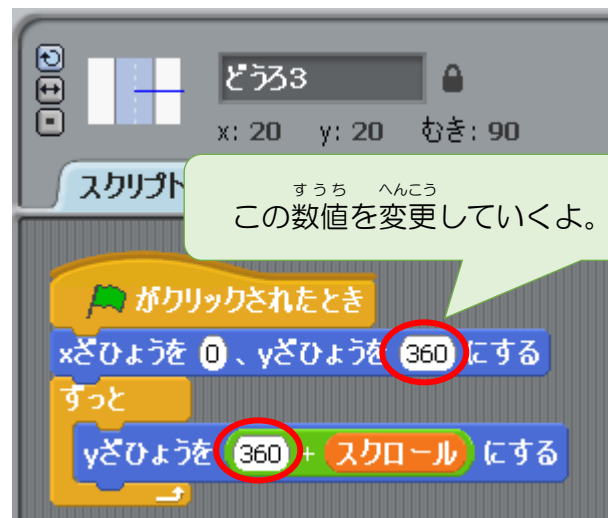 どうろ3
x: 20 y: 20 むき: 90
スクリプト
すうち へんこう
この数値を変更していくよ。
がクリックされたとき
xざひょうを 0 、yざひょうを 360 にする
ずっと
yざひょうを 360 + スクロール にする